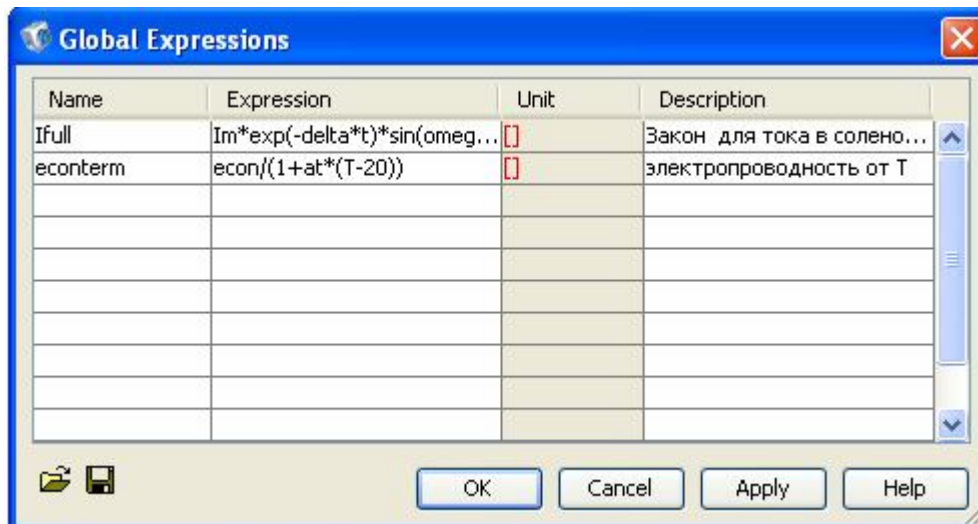 Global Expressions
Name Expression Unit Description
Ifull Im*exp(-delta*t)*sin(omeg... [] Закон для тока в солено...
econterm econ/(1+at*(T-20)) [] электропроводность от Т
OK Cancel Apply Help